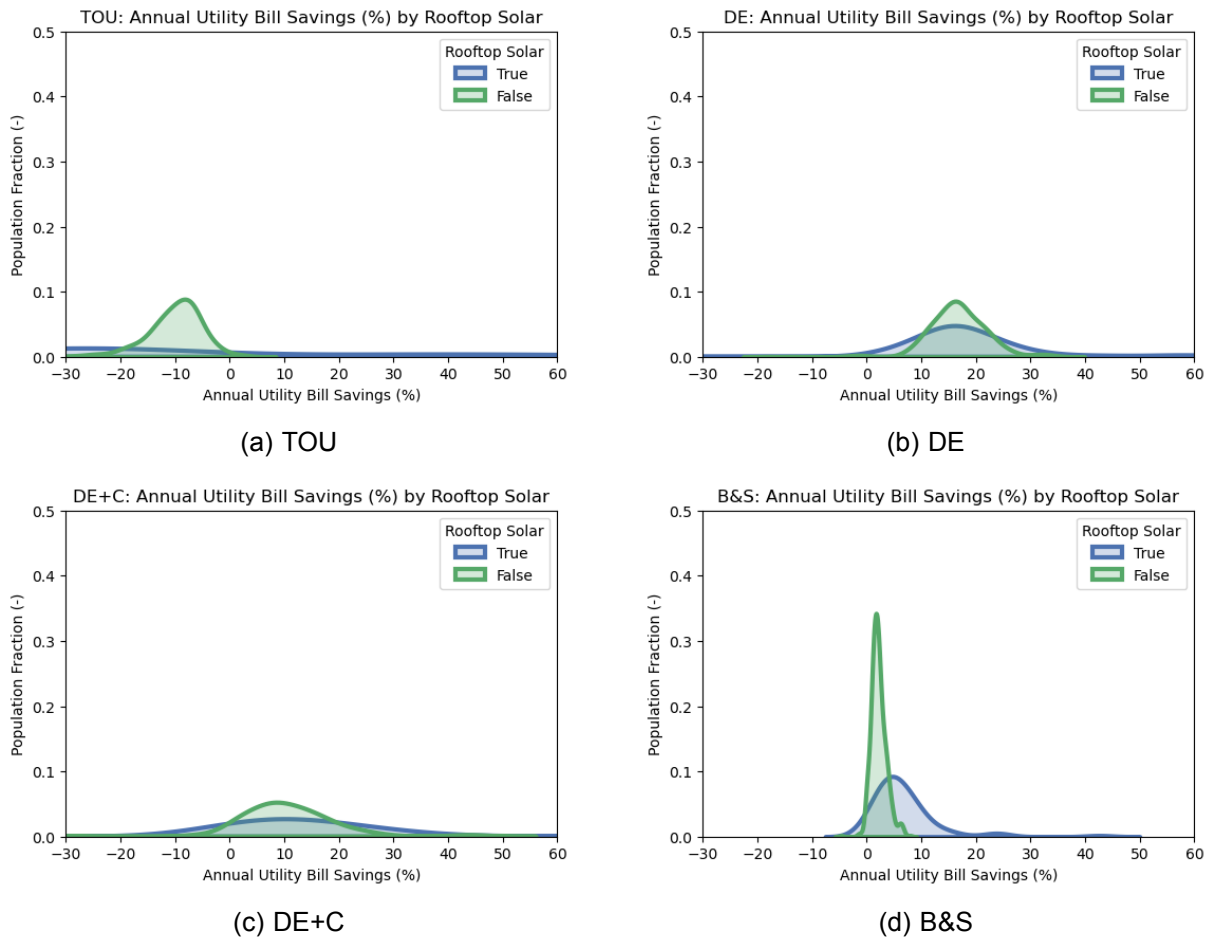 TOU: Annual Utility Bill Savings (%) by Rooftop Solar
0.5
0.4
0.3
0.2
0.1
0.0
Population Fraction (-)
Rooftop Solar
True
False
−30 −20 −10 0 10 20 30 40 50 60
Annual Utility Bill Savings (%)
(a) TOU
DE: Annual Utility Bill Savings (%) by Rooftop Solar
0.5
0.4
0.3
0.2
0.1
0.0
Population Fraction (-)
Rooftop Solar
True
False
−30 −20 −10 0 10 20 30 40 50 60
Annual Utility Bill Savings (%)
(b) DE
DE+C: Annual Utility Bill Savings (%) by Rooftop Solar
0.5
0.4
0.3
0.2
0.1
0.0
Population Fraction (-)
Rooftop Solar
True
False
−30 −20 −10 0 10 20 30 40 50 60
Annual Utility Bill Savings (%)
(c) DE+C
B&S: Annual Utility Bill Savings (%) by Rooftop Solar
0.5
0.4
0.3
0.2
0.1
0.0
Population Fraction (-)
Rooftop Solar
True
False
−30 −20 −10 0 10 20 30 40 50 60
Annual Utility Bill Savings (%)
(d) B&S